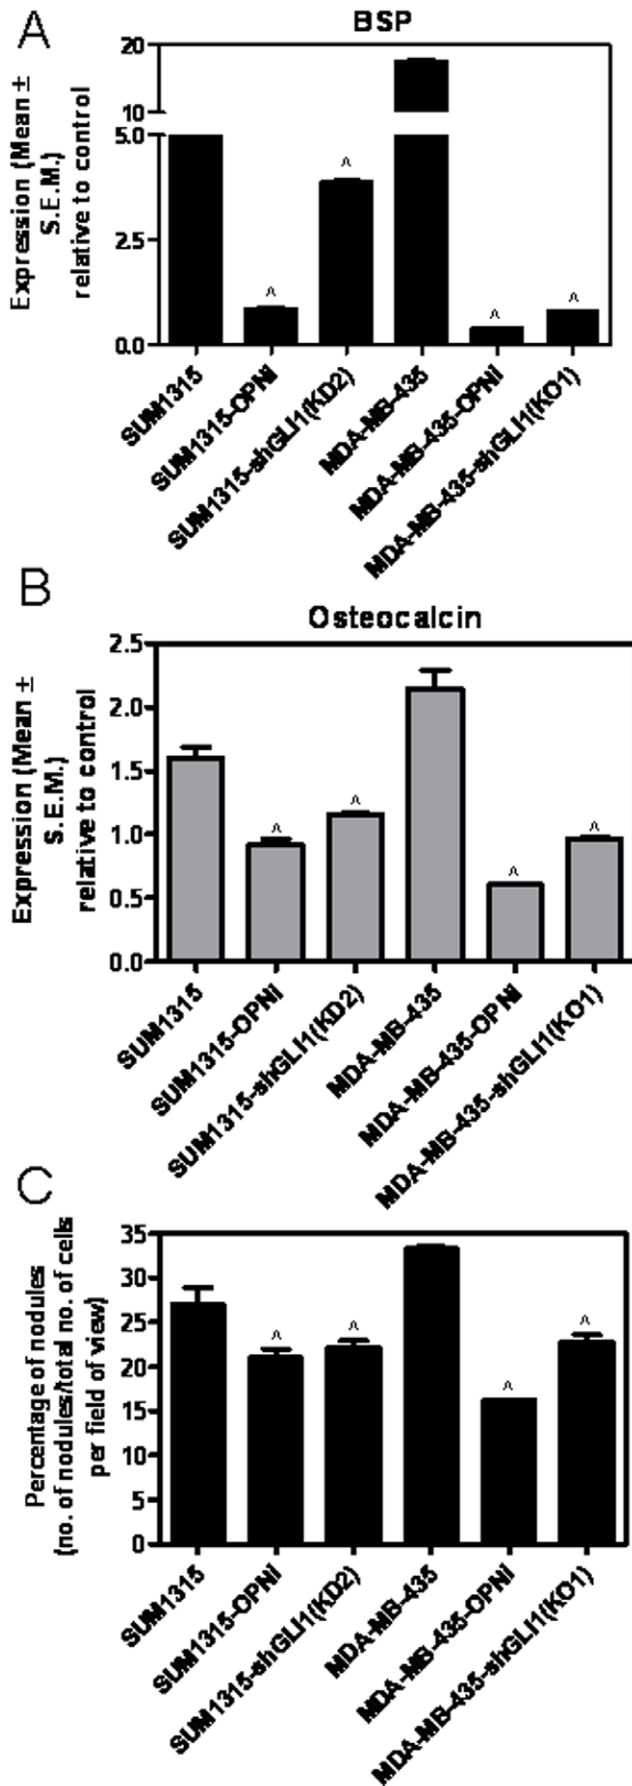 A
BSP
Expression (Mean ±
S.E.M.)
relative to control
20
10
5.0
2.5
0.0
^
^
^
^
SUM1315
SUM1315-OPNi
SUM1315-shGLI1(KD2)
MDA-MB-435
MDA-MB-435-OPNi
MDA-MB-435-shGLI1(KO1)
B
Osteocalcin
Expression (Mean ±
S.E.M.)
relative to control
2.5
2.0
1.5
1.0
0.5
0.0
^
^
^
^
SUM1315
SUM1315-OPNi
SUM1315-shGLI1(KD2)
MDA-MB-435
MDA-MB-435-OPNi
MDA-MB-435-shGLI1(KO1)
C
Percentage of nodules
(no. of nodules/total no. of cells
per field of view)
35
30
25
20
15
10
5
0
^
^
^
^
SUM1315
SUM1315-OPNi
SUM1315-shGLI1(KD2)
MDA-MB-435
MDA-MB-435-OPNi
MDA-MB-435-shGLI1(KO1)